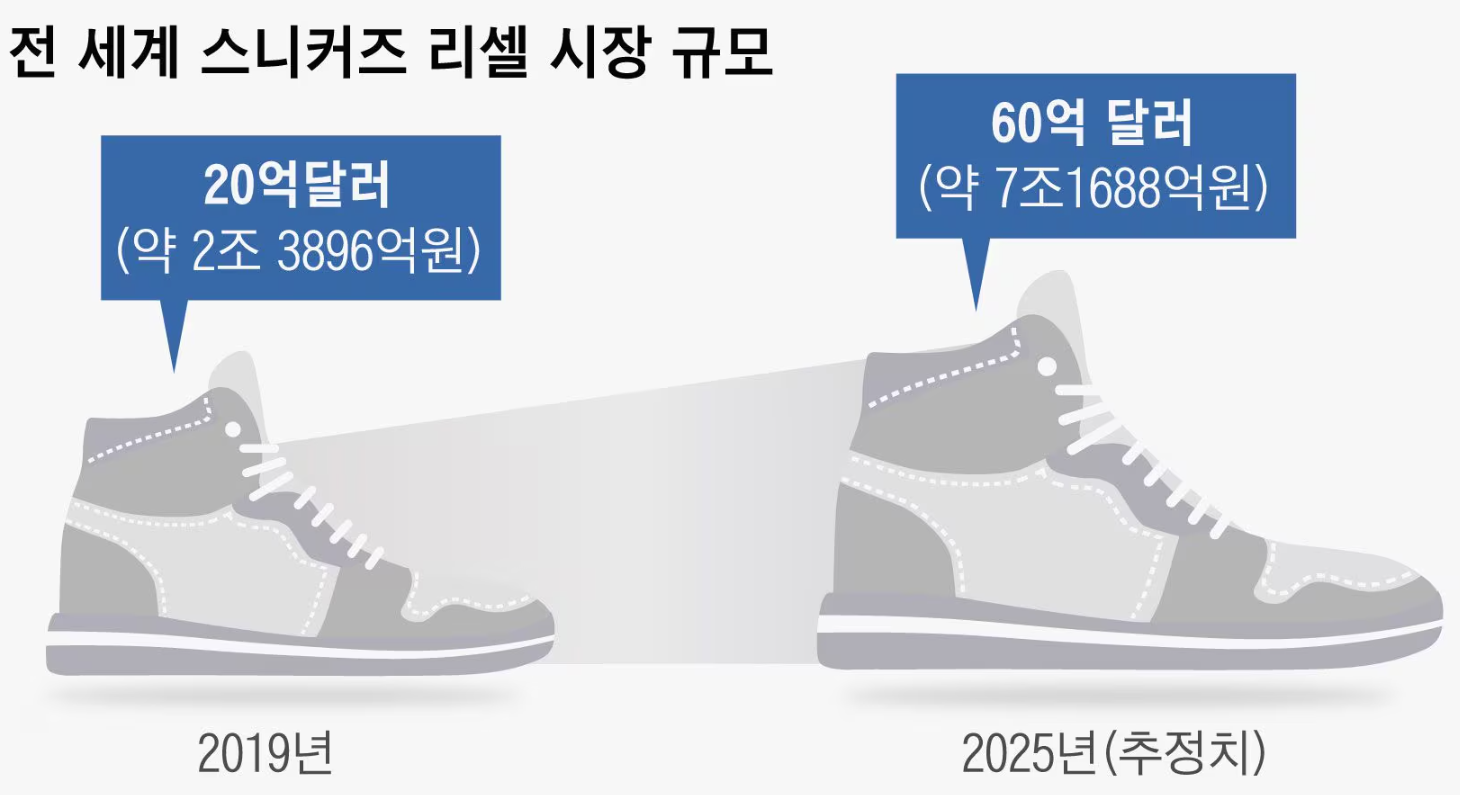 전 세계 스니커즈 리셀 시장 규모
20억달러
(약 2조 3896억원)
60억 달러
(약 7조1688억원)
2019년
2025년(추정치)